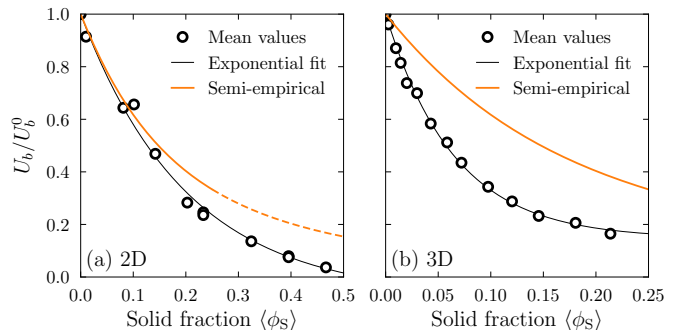 1.0
0.8
0.6
0.4
0.2
0.0
U_b/U_b^0
Mean values
Exponential fit
Semi-empirical
(a) 2D
0.0 0.1 0.2 0.3 0.4 0.5
Solid fraction ⟨ϕ_S⟩
Mean values
Exponential fit
Semi-empirical
(b) 3D
0.00 0.05 0.10 0.15 0.20 0.25
Solid fraction ⟨ϕ_S⟩